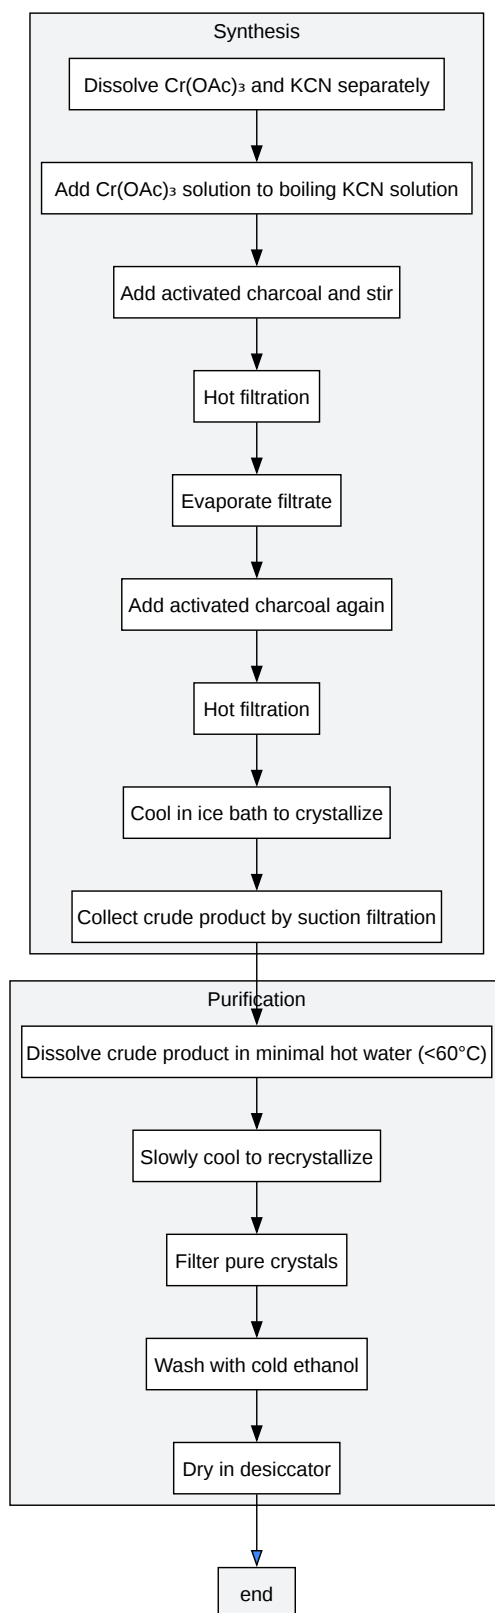 Synthesis
Dissolve Cr(OAc)₃ and KCN separately
Add Cr(OAc)₃ solution to boiling KCN solution
Add activated charcoal and stir
Hot filtration
Evaporate filtrate
Add activated charcoal again
Hot filtration
Cool in ice bath to crystallize
Collect crude product by suction filtration
Purification
Dissolve crude product in minimal hot water (<60°C)
Slowly cool to recrystallize
Filter pure crystals
Wash with cold ethanol
Dry in desiccator
end